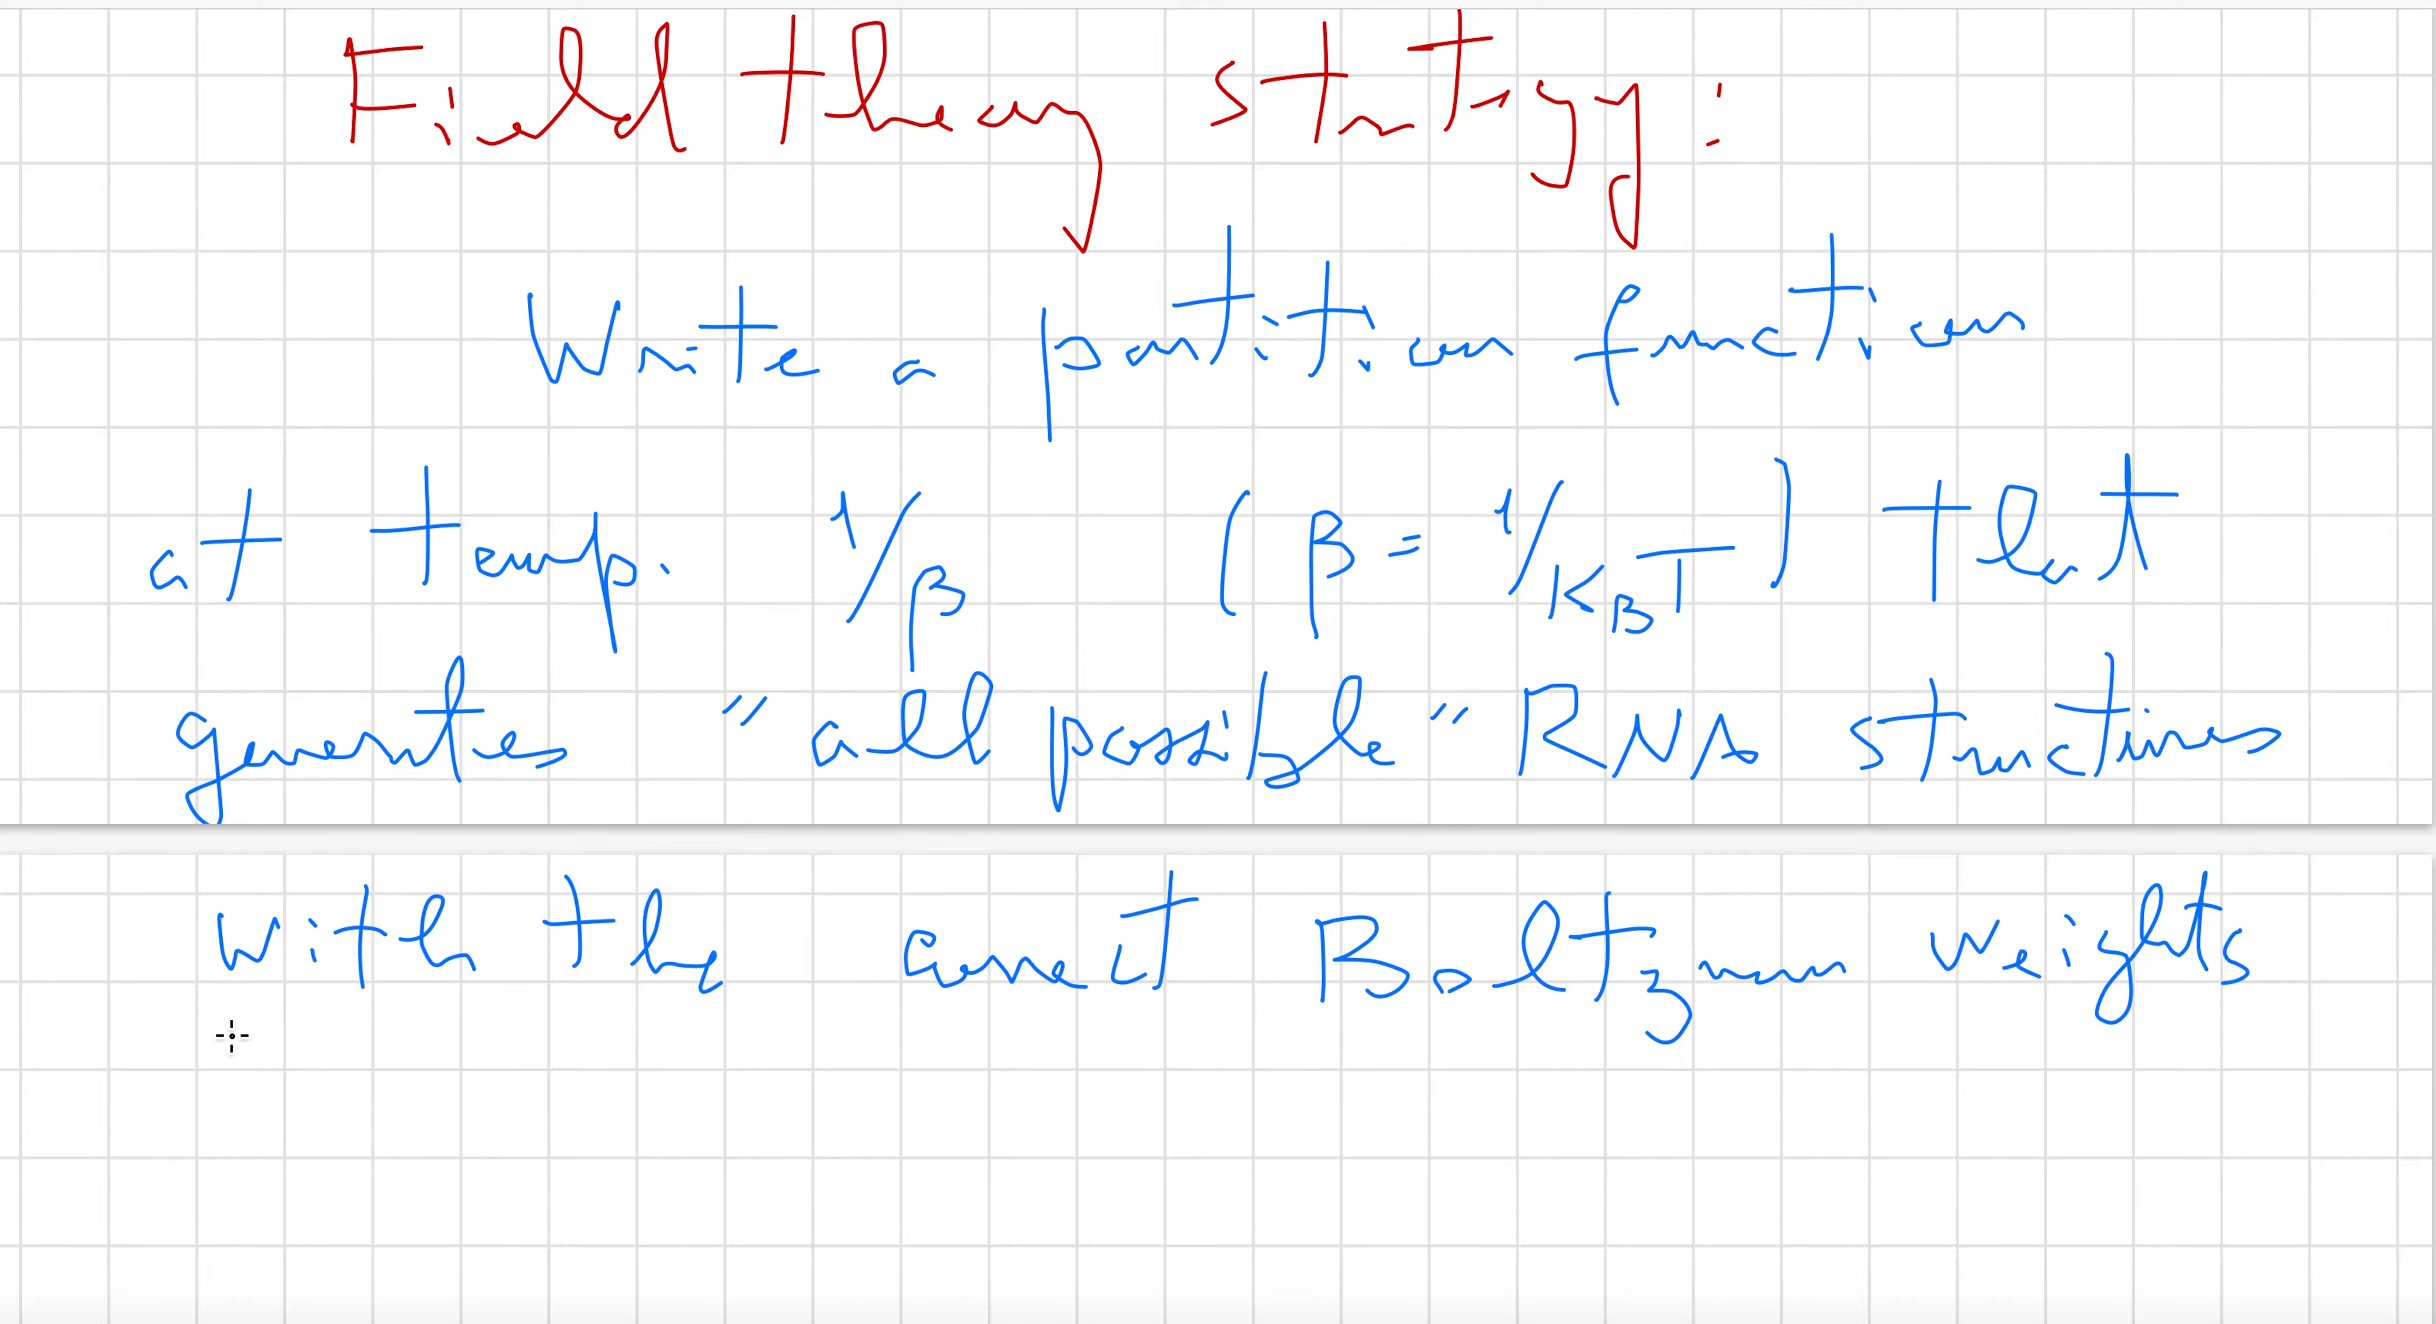 Field theory strategy:
Write a partition function
at temp. 1/β (β = 1/K_B T) that
generates "all possible" RNA structures
with the correct Boltzmann weights